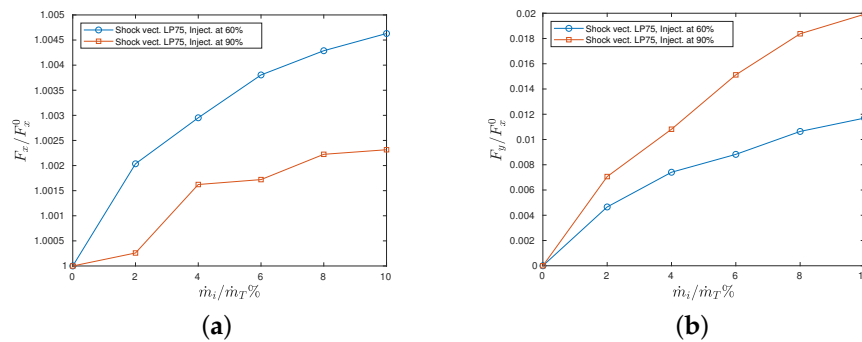 1.005
1.0045
1.004
1.0035
1.003
1.0025
1.002
1.0015
1.001
1.0005
1
F_x/F_x^0
Shock vect. LP75, Inject. at 60%
Shock vect. LP75, Inject. at 90%
0 2 4 6 8 10
ṁ_i/ṁ_T%
(a)
0.02
0.018
0.016
0.014
0.012
0.01
0.008
0.006
0.004
0.002
0
F_y/F_x^0
Shock vect. LP75, Inject. at 60%
Shock vect. LP75, Inject. at 90%
0 2 4 6 8
ṁ_i/ṁ_T%
(b)